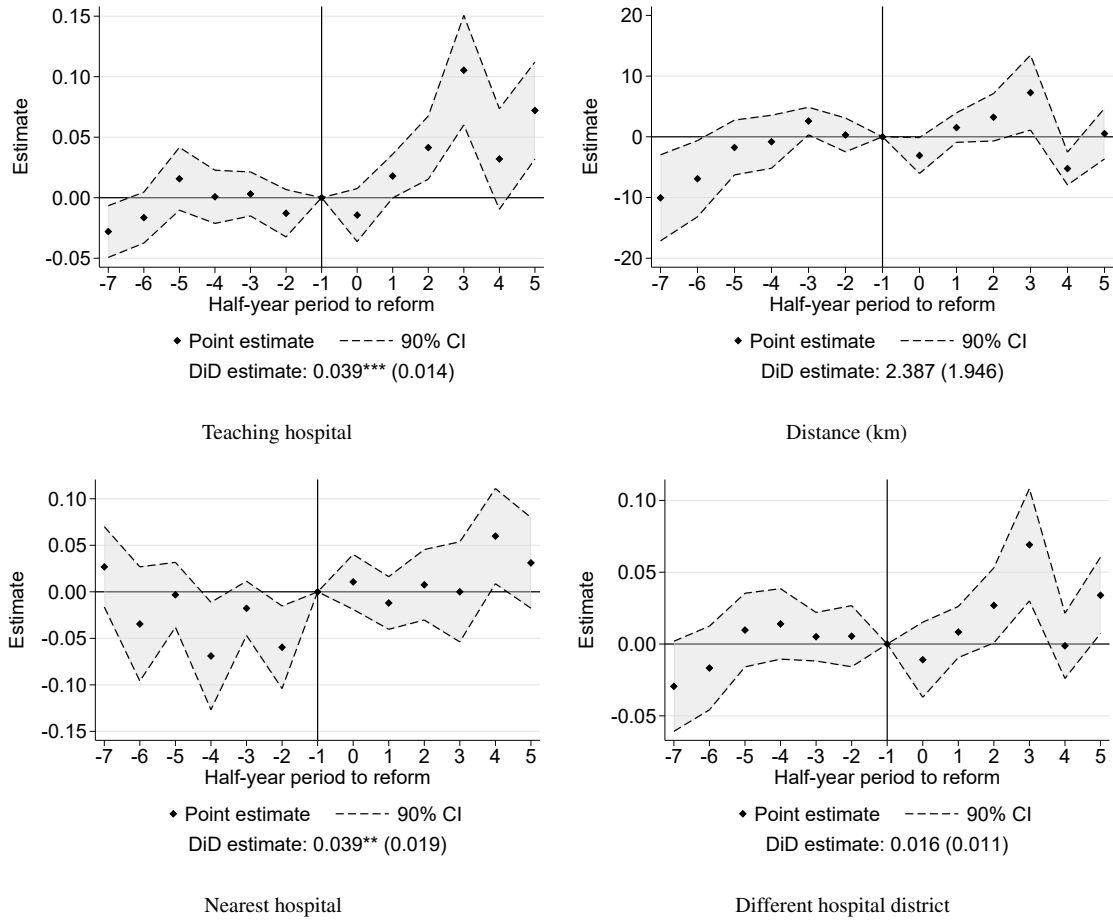 Estimate
0.15
0.10
0.05
0.00
-0.05
-7 -6 -5 -4 -3 -2 -1 0 1 2 3 4 5
Half-year period to reform
Point estimate 90% CI
DiD estimate: 0.039*** (0.014)
Teaching hospital
Estimate
20
10
0
-10
-20
-7 -6 -5 -4 -3 -2 -1 0 1 2 3 4 5
Half-year period to reform
Point estimate 90% CI
DiD estimate: 2.387 (1.946)
Distance (km)
Estimate
0.10
0.05
0.00
-0.05
-0.10
-0.15
-7 -6 -5 -4 -3 -2 -1 0 1 2 3 4 5
Half-year period to reform
Point estimate 90% CI
DiD estimate: 0.039** (0.019)
Nearest hospital
Estimate
0.10
0.05
0.00
-0.05
-7 -6 -5 -4 -3 -2 -1 0 1 2 3 4 5
Half-year period to reform
Point estimate 90% CI
DiD estimate: 0.016 (0.011)
Different hospital district